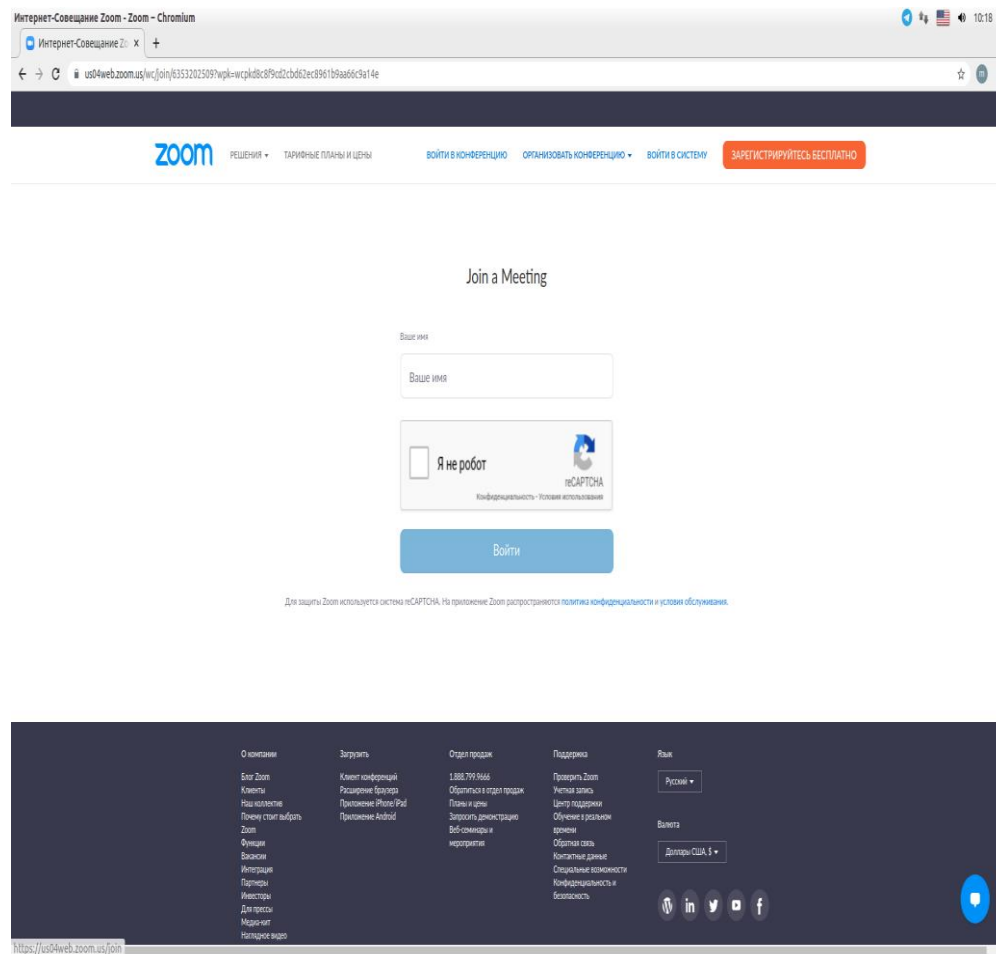 Интернет-Совещание Zoom - Zoom – Chromium
10:18
Интернет-Совещание Zo
us04web.zoom.us/wc/join/6353202509?wpk=wcpkd8c8f9cd2cbd62ec8961b9aa66c9a14e
m
zoom РЕШЕНИЯ ТАРИФНЫЕ ПЛАНЫ И ЦЕНЫ ВОЙТИ В КОНФЕРЕНЦИЮ ОРГАНИЗОВАТЬ КОНФЕРЕНЦИЮ ВОЙТИ В СИСТЕМУ ЗАРЕГИСТРИРУЙТЕСЬ БЕСПЛАТНО
Join a Meeting
Ваше имя
Ваше имя
Я не робот
reCAPTCHA
Конфиденциальность - Условия использования
Войти
Для защиты Zoom используется система reCAPTCHA. На приложение Zoom распространяются политика конфиденциальности и условия обслуживания.
О компании
Блог Zoom
Клиенты
Наш коллектив
Почему стоит выбрать
Zoom
Функции
Вакансии
Интеграция
Партнеры
Инвесторы
Для прессы
Медиа-кит
Наглядное видео
Загрузить
Клиент конференций
Расширение браузера
Приложение iPhone/iPad
Приложение Android
Отдел продаж
1.888.799.9666
Обратиться в отдел продаж
Планы и цены
Запросить демонстрацию
Веб-семинары и
мероприятия
Поддержка
Проверить Zoom
Учетная запись
Центр поддержки
Обучение в реальном
времени
Обратная связь
Контактные данные
Специальные возможности
Конфиденциальность и
безопасность
Язык
Русский
Валюта
Доллары США, $
https://us04web.zoom.us/join